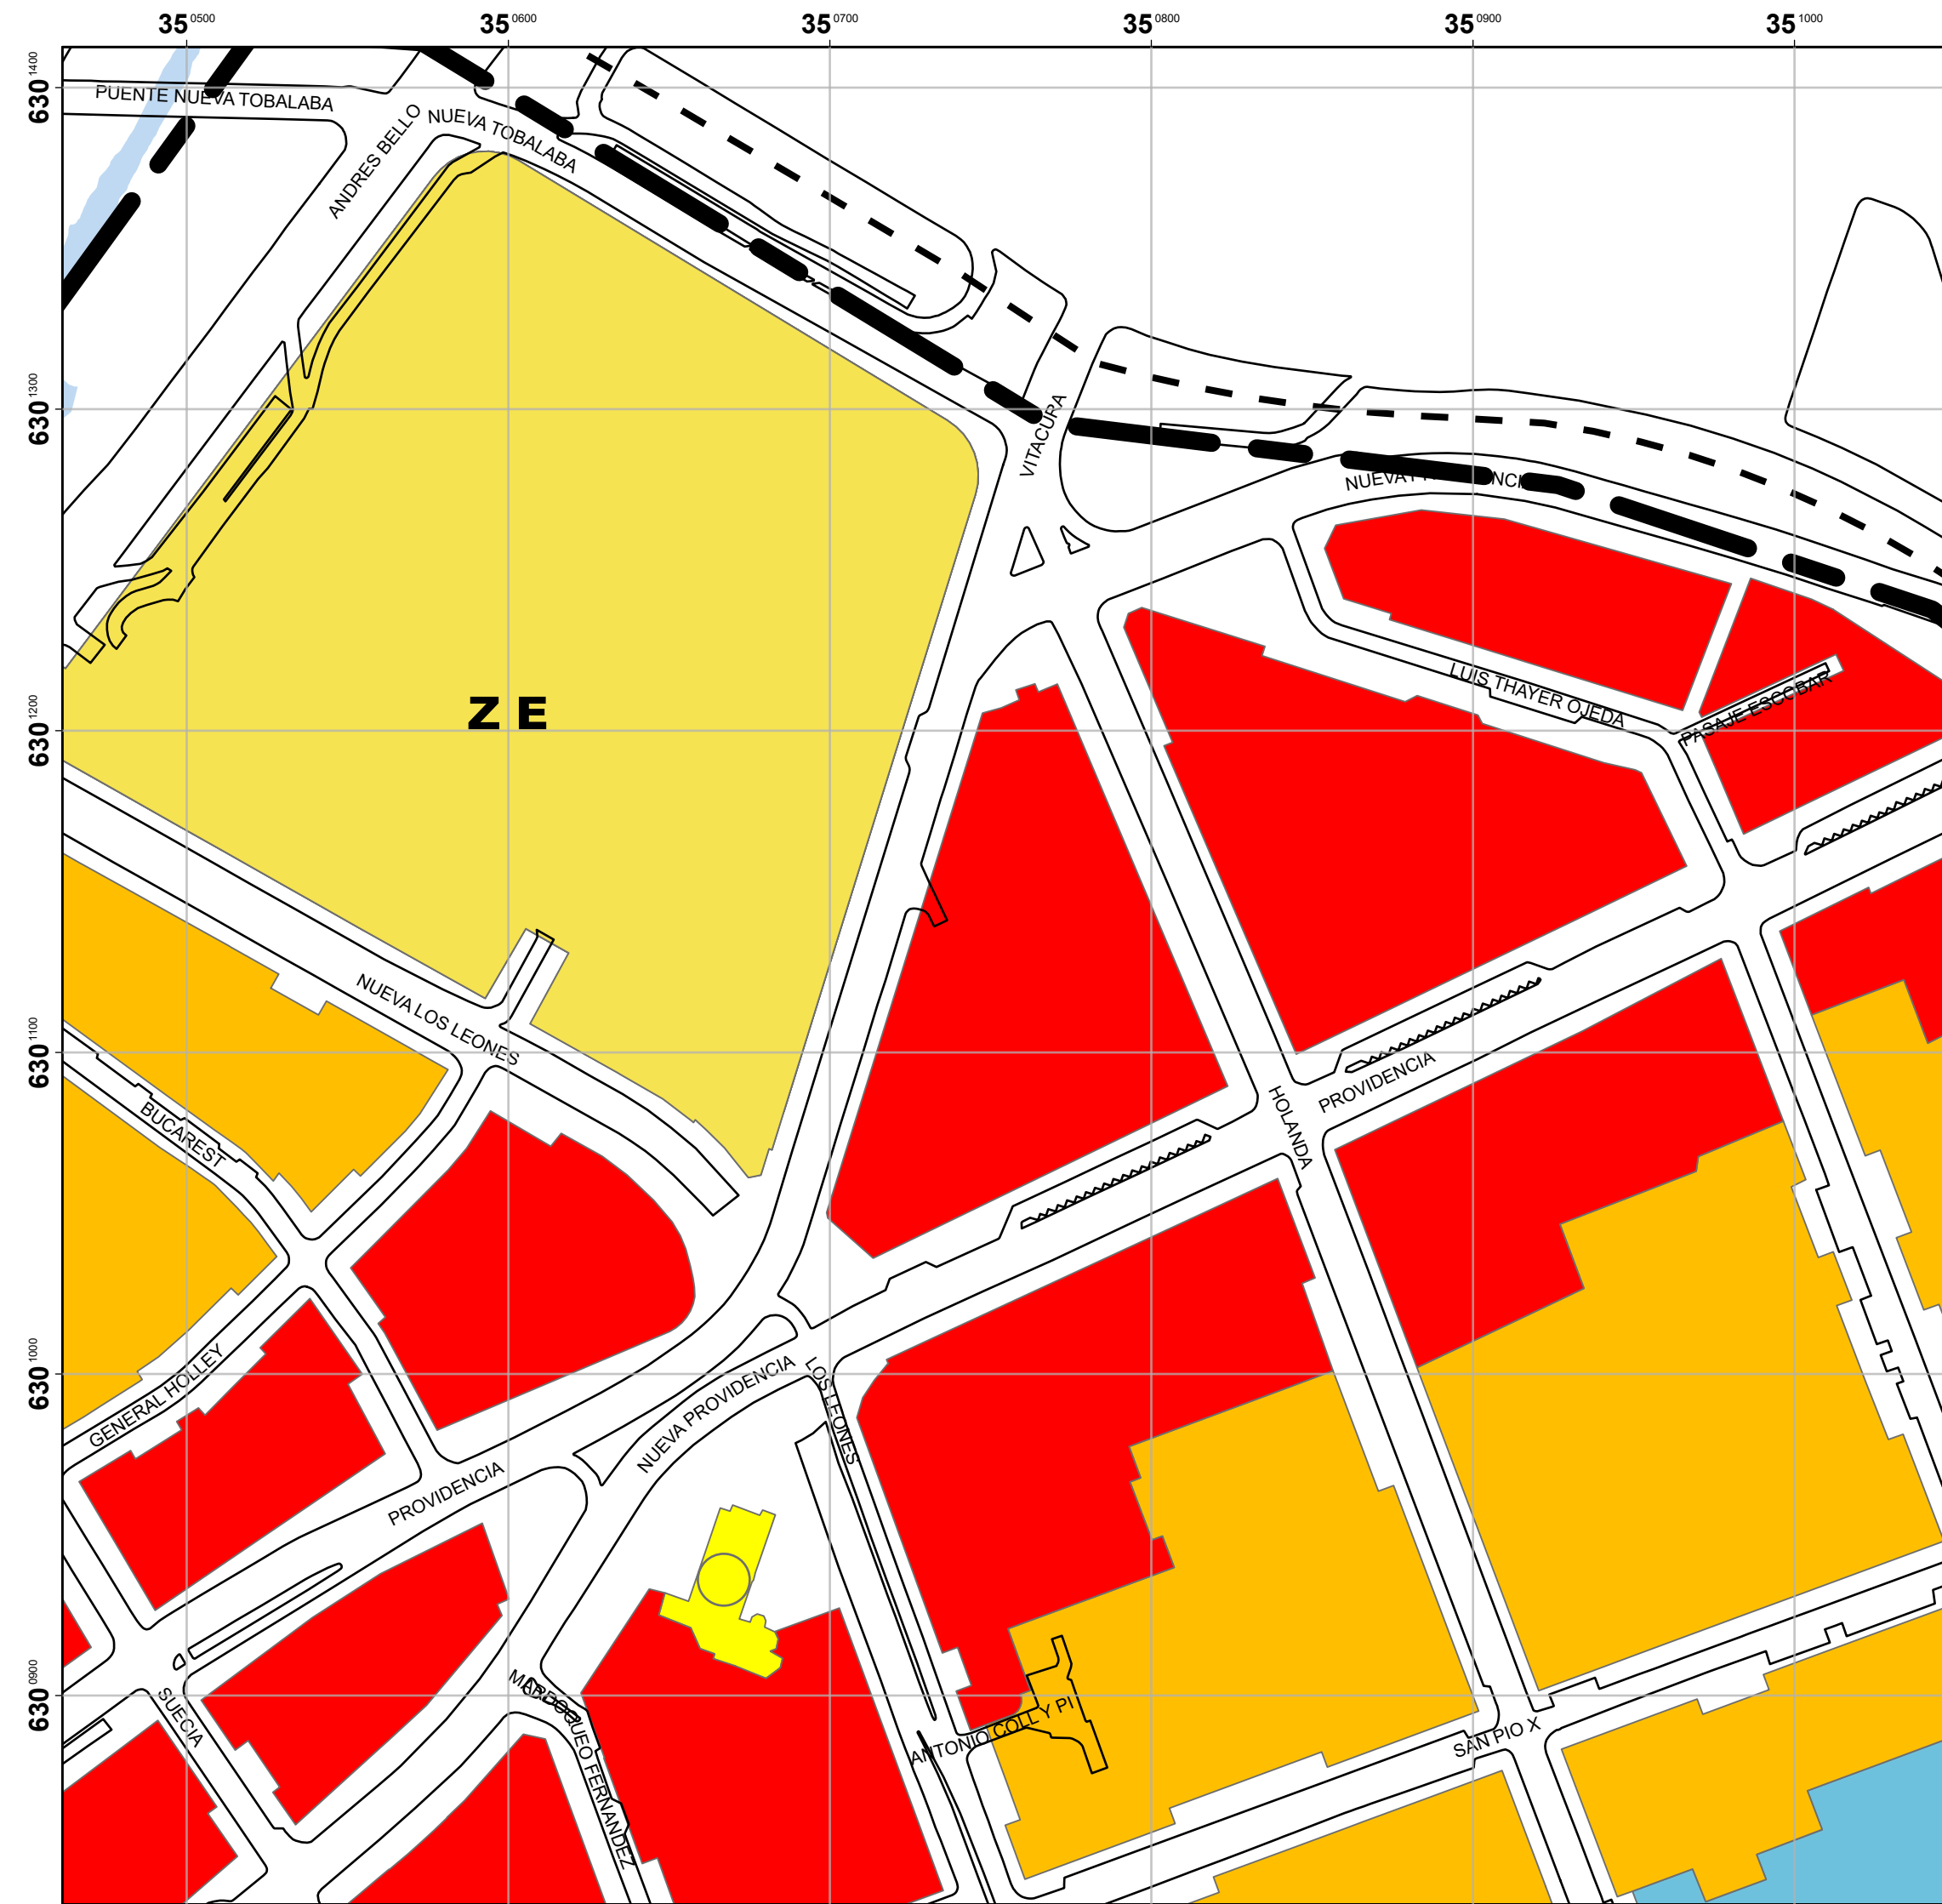 35 0500
35 0600
35 0700
35 0800
35 0900
35 1000
630 1400
630 1300
630 1200
630 1100
630 1000
630 0900
PUENTE NUEVA TOBALABA
ANDRES BELLO
NUEVA TOBALABA
VITACURA
LUIS THAYER OJEDA
PASAJE ESCOBAR
Z E
NUEVA LOS LEONES
BUCAREST
HOLANDA
PROVIDENCIA
GENERAL HOLLEY
NUEVA PROVIDENCIA
LOS LEONES
PROVIDENCIA
SUECIA
MARDOQUEO FERNANDEZ
ANTONIO COLL Y PI
SAN PIO X